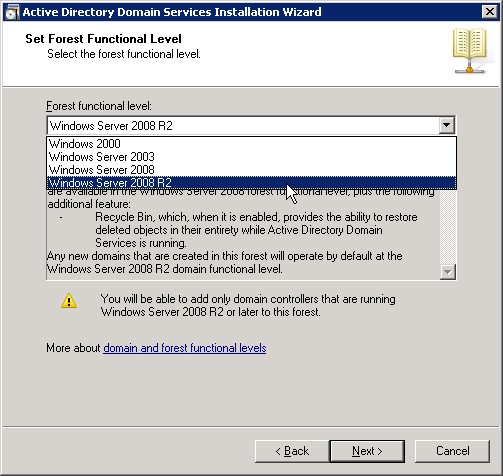 Active Directory Domain Services Installation Wizard
Set Forest Functional Level
Select the forest functional level.
Forest functional level:
Windows Server 2008 R2
Windows 2000
Windows Server 2003
Windows Server 2008
Windows Server 2008 R2
are available in the Windows Server 2008 forest functional level, plus the following
additional feature:
- Recycle Bin, which, when it is enabled, provides the ability to restore
deleted objects in their entirety while Active Directory Domain
Services is running.
Any new domains that are created in this forest will operate by default at the
Windows Server 2008 R2 domain functional level.
You will be able to add only domain controllers that are running
Windows Server 2008 R2 or later to this forest.
More about domain and forest functional levels
< Back
Next >
Cancel